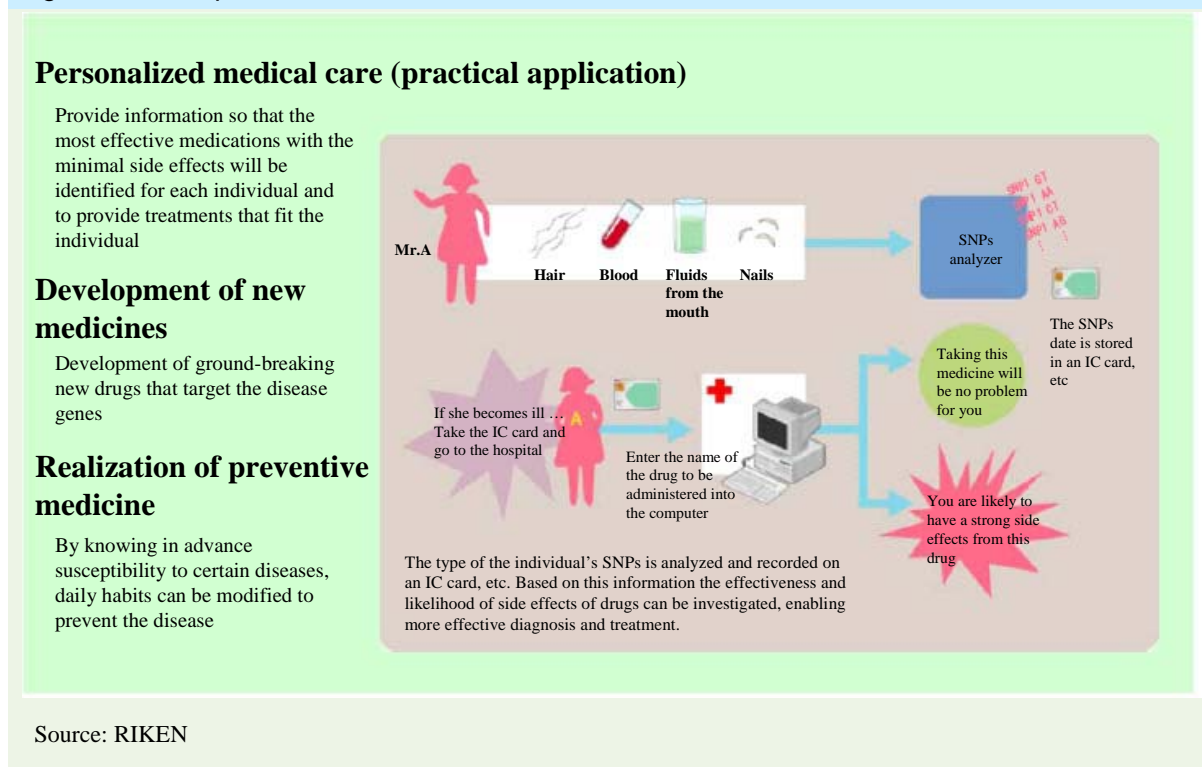 Personalized medical care (practical application)
Provide information so that the
most effective medications with the
minimal side effects will be
identified for each individual and
to provide treatments that fit the
individual
Development of new
medicines
Development of ground-breaking
new drugs that target the disease
genes
Realization of preventive
medicine
By knowing in advance
susceptibility to certain diseases,
daily habits can be modified to
prevent the disease
Mr.A
Hair
Blood
Fluids
from the
mouth
Nails
SNPs
analyzer
SNP1 GT
SNP1 AA
SNP1 GT
SNP1 AG
The SNPs
date is stored
in an IC card,
etc
If she becomes ill …
Take the IC card and
go to the hospital
A
Enter the name of
the drug to be
administered into
the computer
Taking this
medicine will
be no problem
for you
You are likely to
have a strong side
effects from this
drug
The type of the individual’s SNPs is analyzed and recorded on
an IC card, etc. Based on this information the effectiveness and
likelihood of side effects of drugs can be investigated, enabling
more effective diagnosis and treatment.
Source: RIKEN